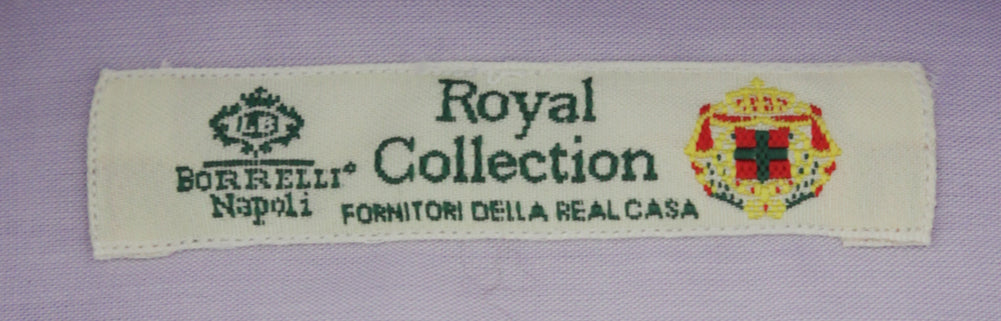 LB
BORRELLI
Napoli
Royal
Collection
FORNITORI DELLA REAL CASA